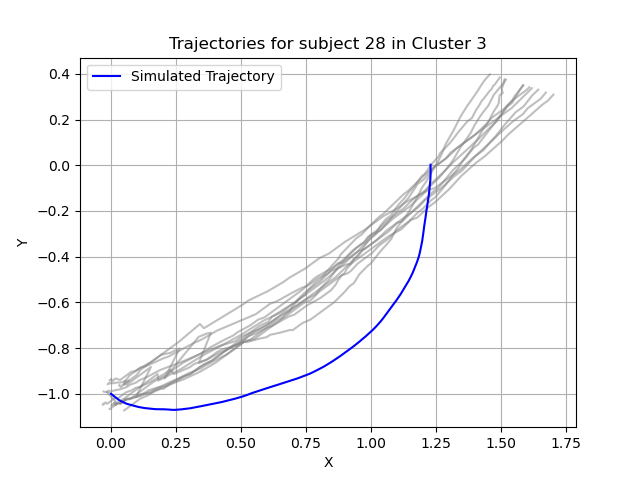 Trajectories for subject 28 in Cluster 3
Simulated Trajectory
Y
0.4
0.2
0.0
−0.2
−0.4
−0.6
−0.8
−1.0
0.00 0.25 0.50 0.75 1.00 1.25 1.50 1.75
X